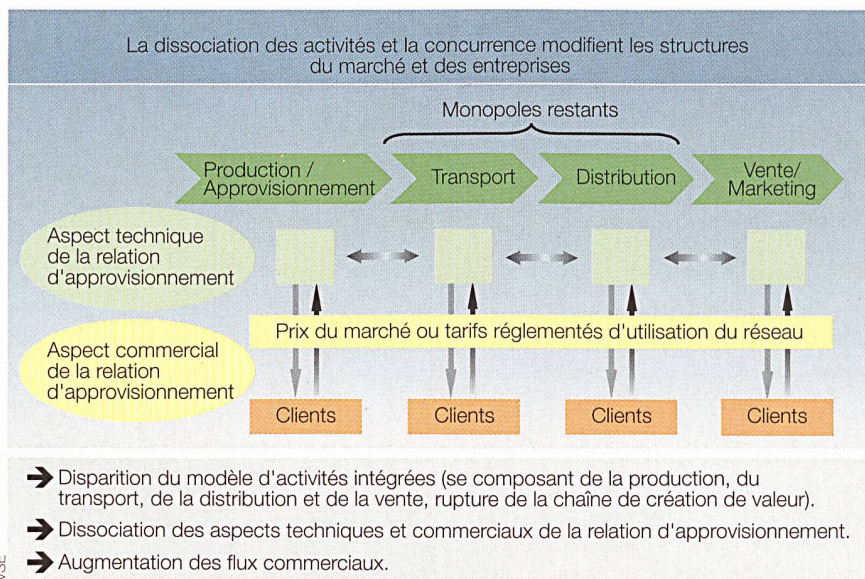 La dissociation des activités et la concurrence modifient les structures
du marché et des entreprises
Monopoles restants
Production /
Approvisionnement
Transport
Distribution
Vente/
Marketing
Aspect technique
de la relation
d'approvisionnement
Prix du marché ou tarifs réglementés d'utilisation du réseau
Aspect commercial
de la relation
d'approvisionnement
Clients
Clients
Clients
Clients
Disparition du modèle d'activités intégrées (se composant de la production, du
transport, de la distribution et de la vente, rupture de la chaîne de création de valeur).
Dissociation des aspects techniques et commerciaux de la relation d'approvisionnement.
Augmentation des flux commerciaux.